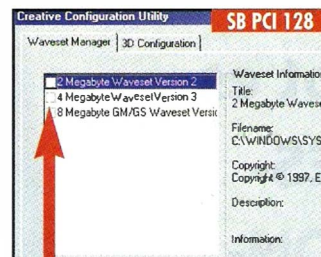 Creative Configuration Utility
SB PCI 128
Waveset Manager
3D Configuration
2 Megabyte Waveset Version 2
4 Megabyte Waveset Version 3
8 Megabyte GM/GS Waveset Versic
Waveset Informatio
Title:
2 Megabyte Wavese
Filename:
C:\WINDOWS\SYS
Copyright:
Copyright © 1997, E
Description:
Information: